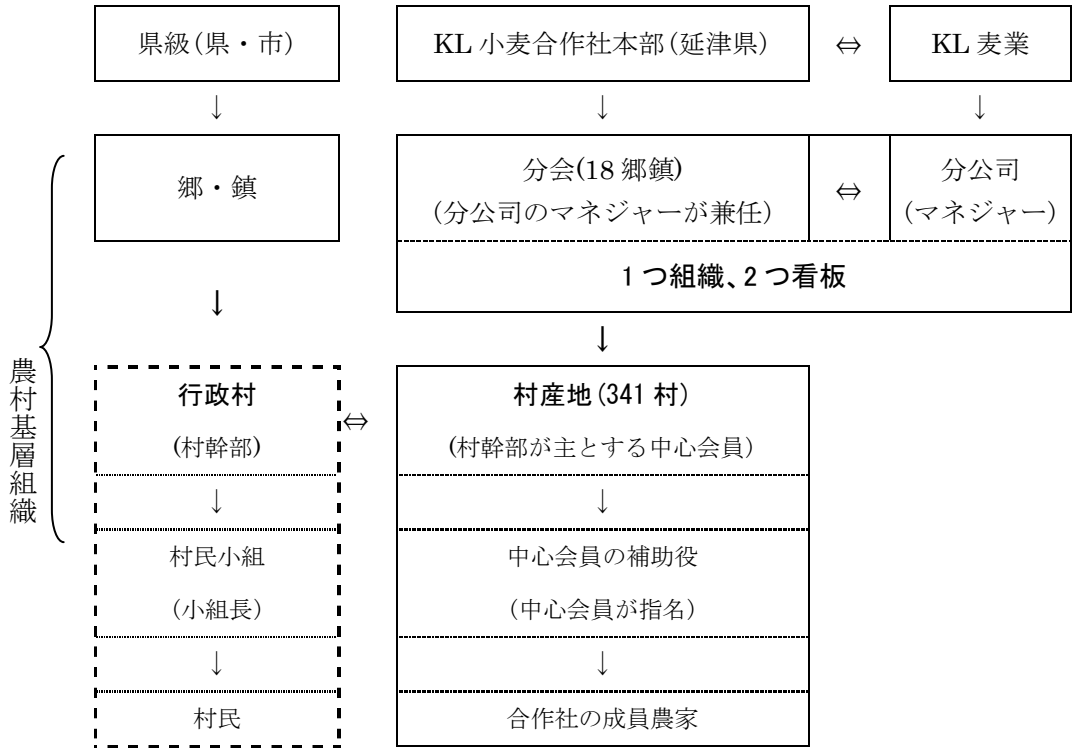 県級(県・市)
KL 小麦合作社本部(延津県)
⇔
KL 麦業
↓
↓
↓
郷・鎮
分会(18 郷鎮)
(分公司のマネジャーが兼任)
⇔
分公司
(マネジャー)
1 つ組織、2 つ看板
↓
↓
農村基層組織
行政村
(村幹部)
⇔
村産地(341 村)
(村幹部が主とする中心会員)
↓
↓
村民小組
(小組長)
中心会員の補助役
(中心会員が指名)
↓
↓
村民
合作社の成員農家